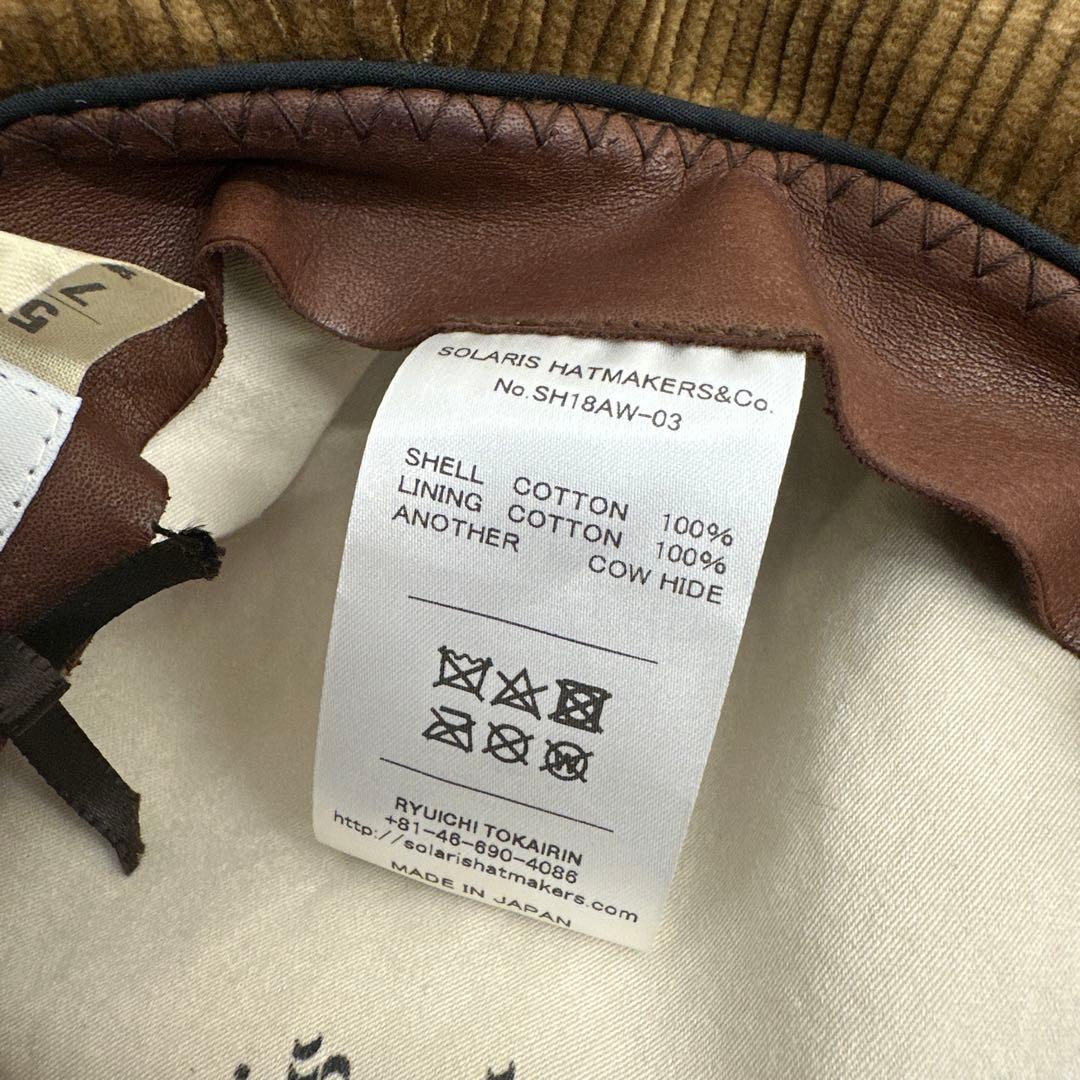 SOLARIS HATMAKERS&Co.
No.SH18AW-03
SHELL COTTON 100%
LINING COTTON 100%
ANOTHER
COW HIDE
W
RYUICHI TOKAIRIN
+81-46-690-4086
http://solarishatmakers.com
MADE IN JAPAN